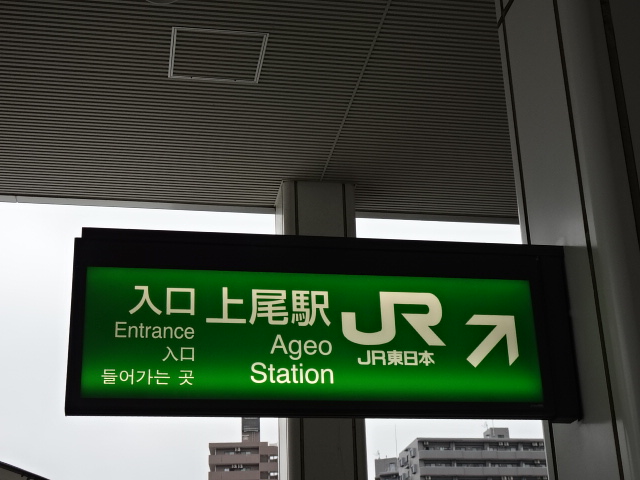 入口
Entrance
入口
들어가는 곳
上尾駅
Ageo
Station
JR
JR東日本